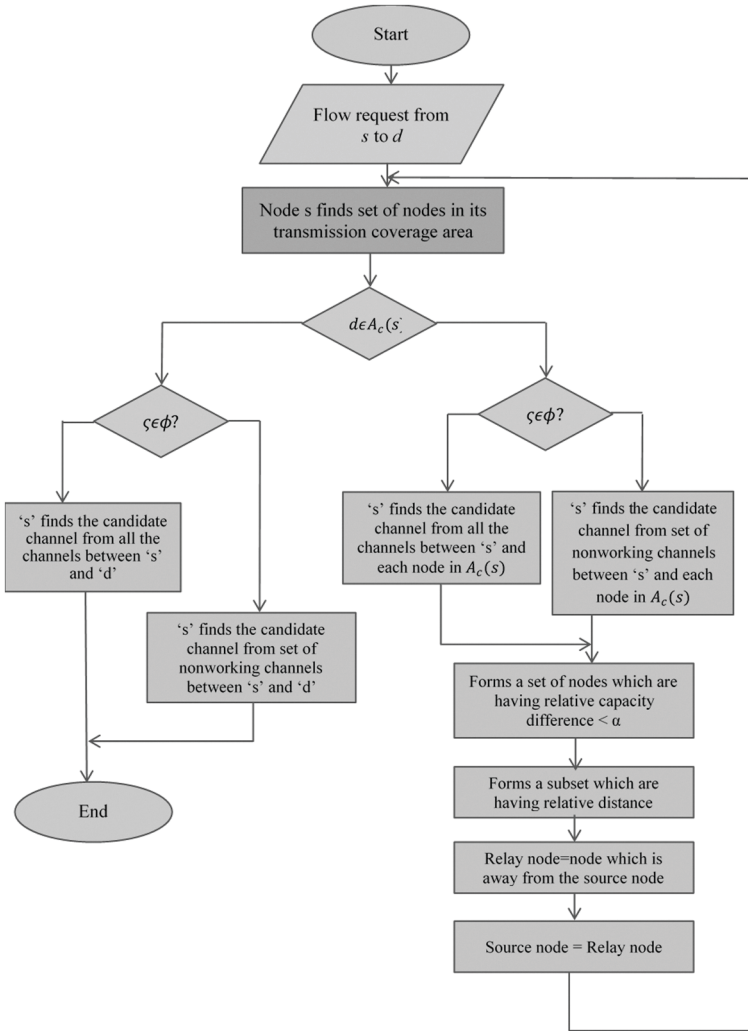 Start
Flow request from
s to d
Node s finds set of nodes in its
transmission coverage area
dϵA_c(s)
ςϵϕ?
ςϵϕ?
‘s’ finds the candidate
channel from all the
channels between ‘s’
and ‘d’
‘s’ finds the candidate
channel from set of
nonworking channels
between ‘s’ and ‘d’
End
‘s’ finds the candidate
channel from all the
channels between ‘s’ and
each node in A_c(s)
‘s’ finds the candidate
channel from set of
nonworking channels
between ‘s’ and each
node in A_c(s)
Forms a set of nodes which are
having relative capacity
difference < α
Forms a subset which are
having relative distance
Relay node=node which is
away from the source node
Source node = Relay node